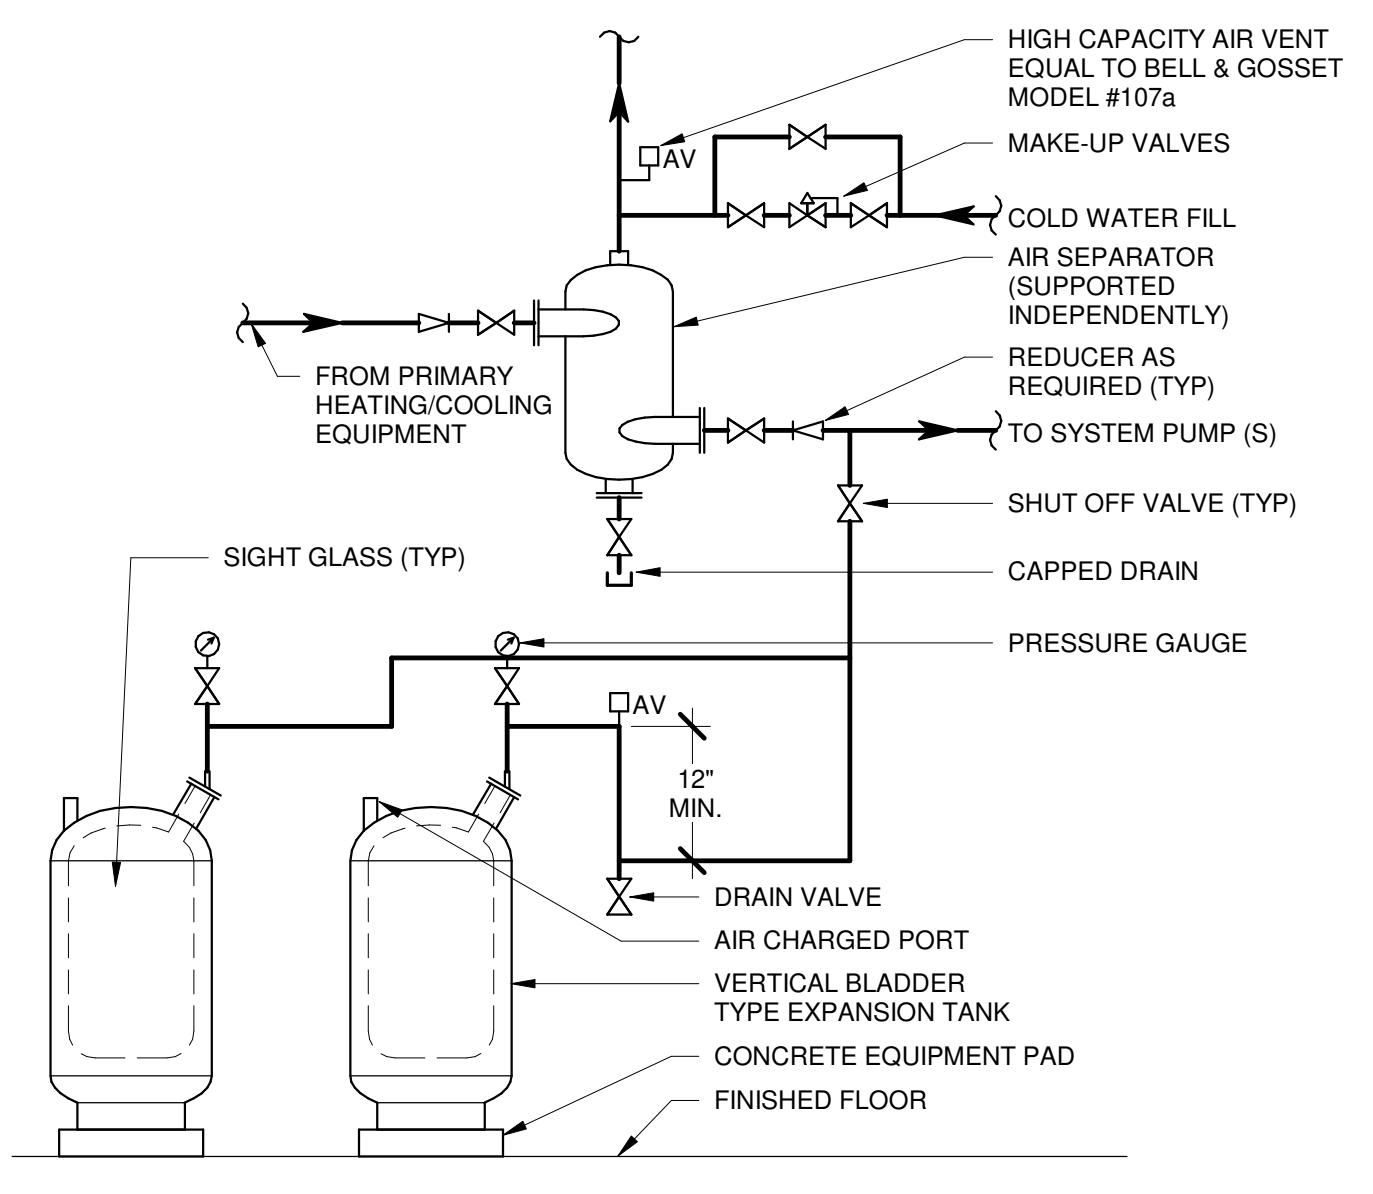 HIGH CAPACITY AIR VENT
EQUAL TO BELL & GOSSET
MODEL #107a
AV
MAKE-UP VALVES
COLD WATER FILL
AIR SEPARATOR
(SUPPORTED
INDEPENDENTLY)
FROM PRIMARY
HEATING/COOLING
EQUIPMENT
REDUCER AS
REQUIRED (TYP)
TO SYSTEM PUMP (S)
SHUT OFF VALVE (TYP)
SIGHT GLASS (TYP)
CAPPED DRAIN
PRESSURE GAUGE
AV
12"
MIN.
DRAIN VALVE
AIR CHARGED PORT
VERTICAL BLADDER
TYPE EXPANSION TANK
CONCRETE EQUIPMENT PAD
FINISHED FLOOR